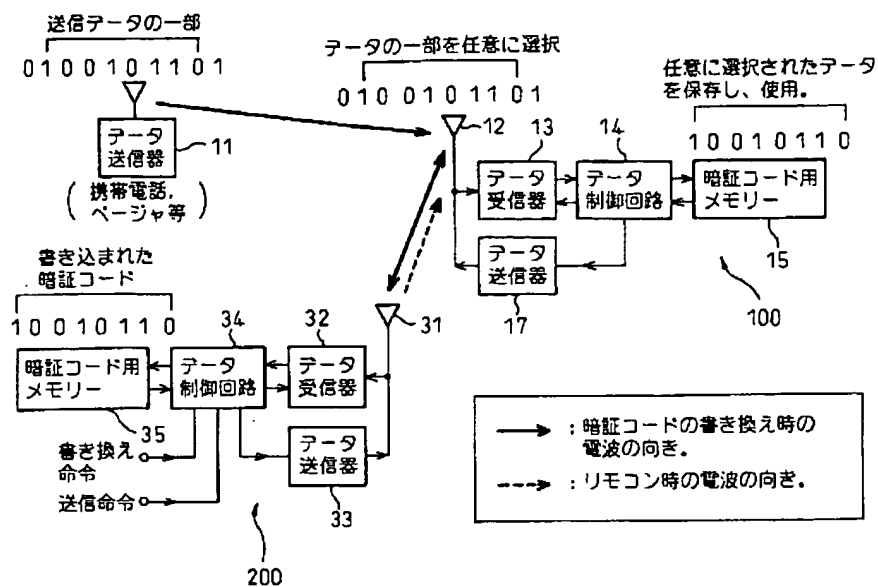 送信データの一部
0 1 0 0 1 0 1 1 0 1
データ
送信器
11
(携帯電話,
ページャ等)
データの一部を任意に選択
0 1 0 0 1 0 1 1 0 1
12
13
データ
受信器
14
データ
制御回路
任意に選択されたデータ
を保存し、使用。
1 0 0 1 0 1 1 0
暗証コード用
メモリー
15
データ
送信器
17
100
書き込まれた
暗証コード
1 0 0 1 0 1 1 0
暗証コード用
メモリー
35
34
データ
制御回路
32
データ
受信器
31
データ
送信器
33
書き換え
命令
送信命令
200
:暗証コードの書き換え時の
電波の向き。
:リモコン時の電波の向き。